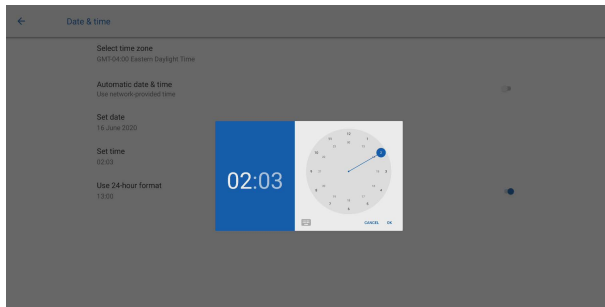 Date & time
Select time zone
GMT-04:00 Eastern Daylight Time
Automatic date & time
Use network-provided time
Set date
16 June 2020
Set time
02:03
Use 24-hour format
13:00
02:03
CANCEL OK